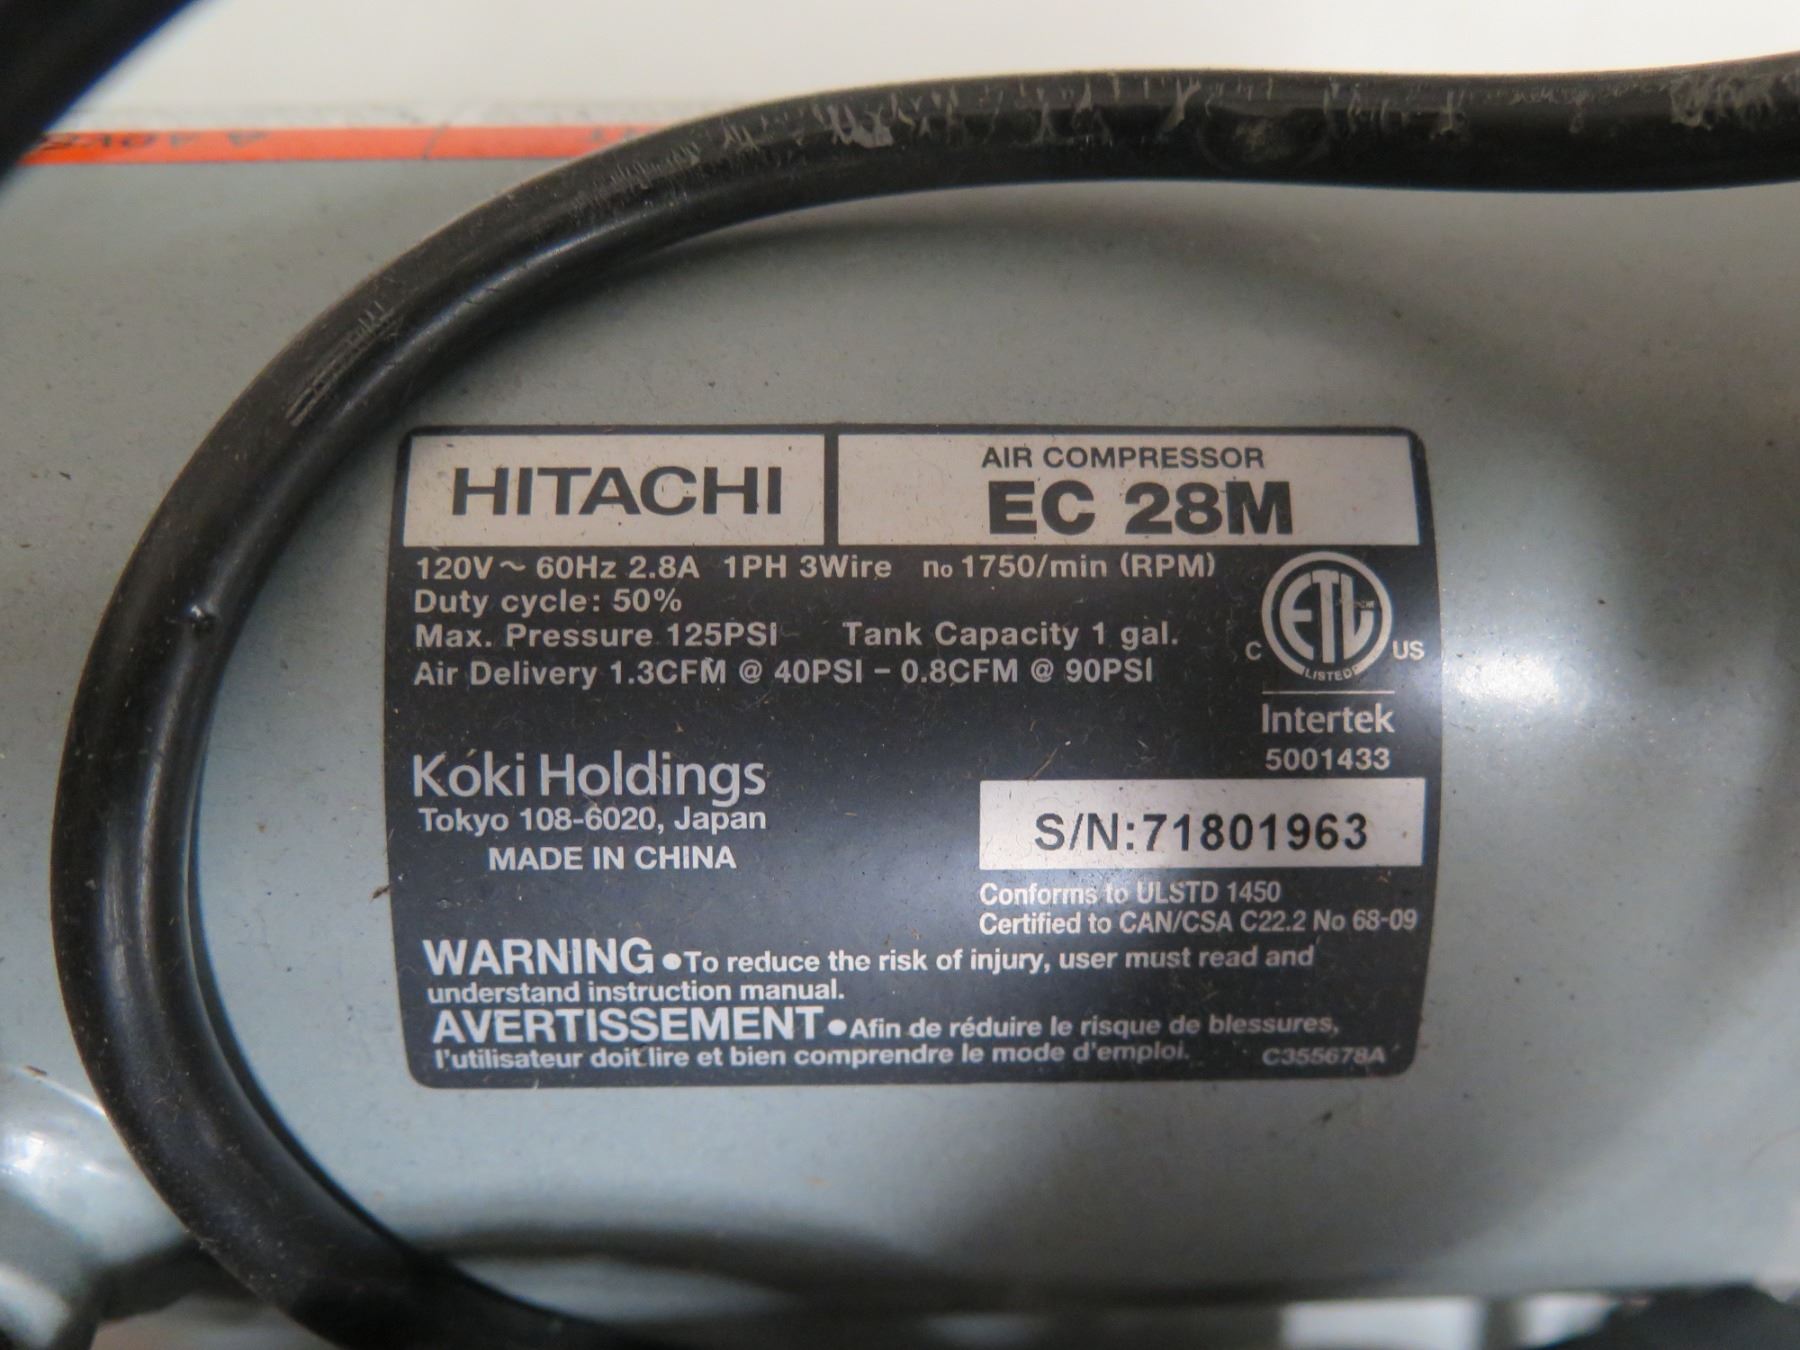 HITACHI
AIR COMPRESSOR
EC 28M
120V~ 60Hz 2.8A 1PH 3Wire no 1750/min (RPM)
Duty cycle: 50%
Max. Pressure 125PSI Tank Capacity 1 gal.
Air Delivery 1.3CFM @ 40PSI - 0.8CFM @ 90PSI
C ETL US
LISTED
Intertek
5001433
Koki Holdings
Tokyo 108-6020, Japan
MADE IN CHINA
S/N:71801963
Conforms to ULSTD 1450
Certified to CAN/CSA C22.2 No 68-09
WARNING ●To reduce the risk of injury, user must read and
understand instruction manual.
AVERTISSEMENT ●Afin de réduire le risque de blessures,
l'utilisateur doit lire et bien comprendre le mode d'emploi. C355678A